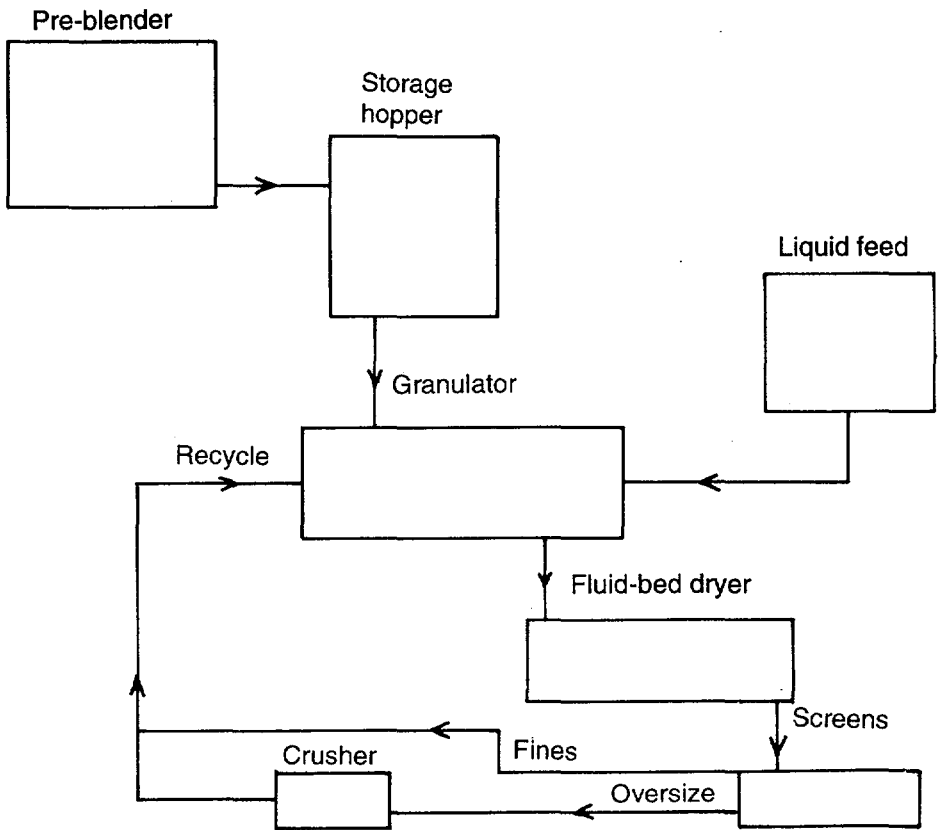 Pre-blender
Storage
hopper
Liquid feed
Granulator
Recycle
Fluid-bed dryer
Screens
Fines
Crusher
Oversize